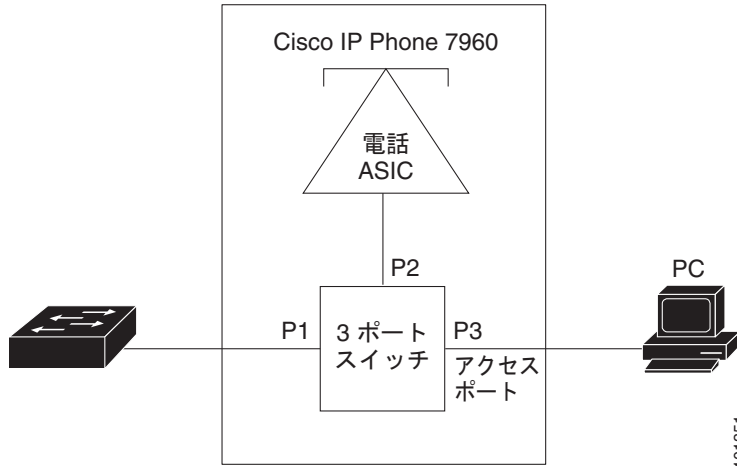 Cisco IP Phone 7960
電話
ASIC
P2
PC
P1
3 ポート
スイッチ
P3
アクセス
ポート